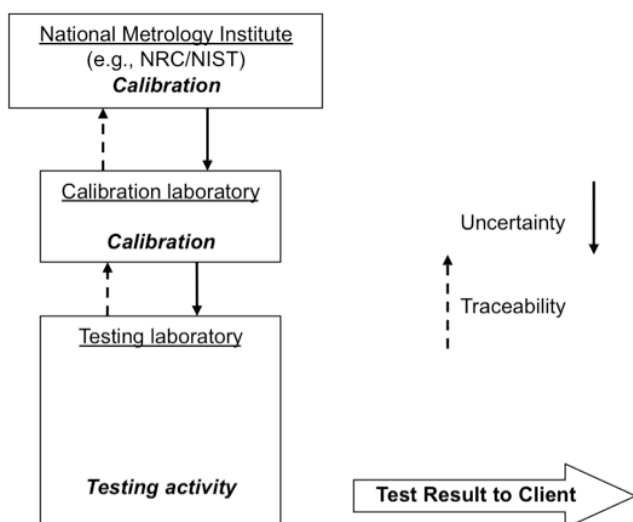 National Metrology Institute
(e.g., NRC/NIST)
Calibration
Calibration laboratory
Calibration
Uncertainty
Traceability
Testing laboratory
Testing activity
Test Result to Client